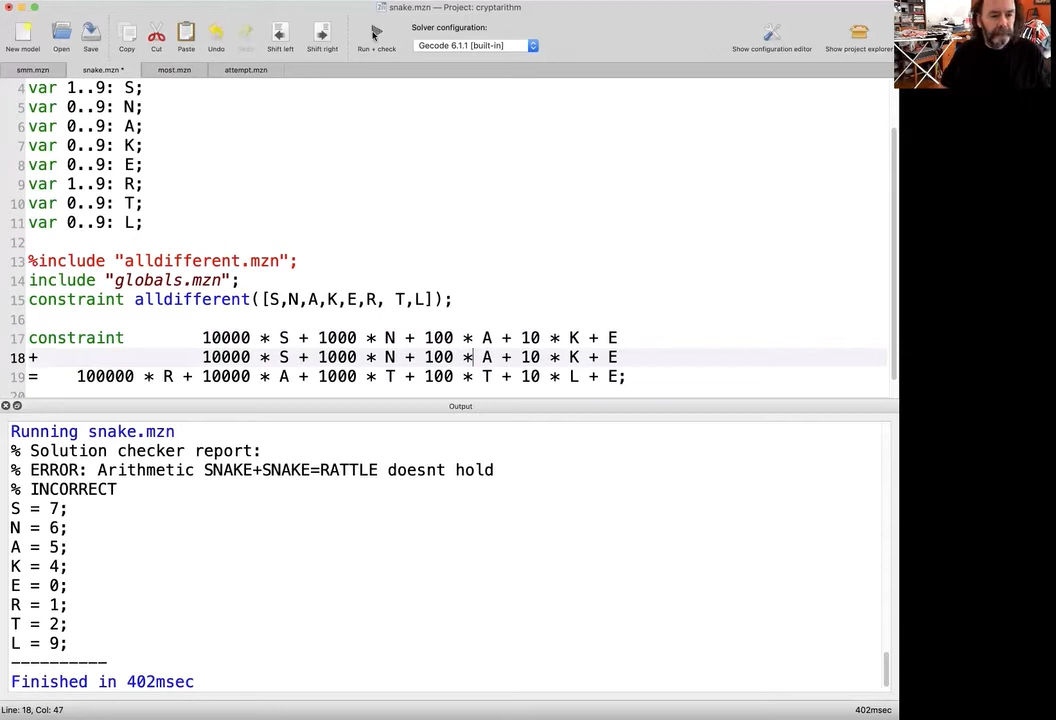 snake.mzn — Project: cryptarithm
Solver configuration:
New model Open Save Copy Cut Paste Undo Redo Shift left Shift right Run + check Gecode 6.1.1 [built-in] Show configuration editor Show project explorer
smm.mzn snake.mzn * most.mzn attempt.mzn
4 var 1..9: S;
5 var 0..9: N;
6 var 0..9: A;
7 var 0..9: K;
8 var 0..9: E;
9 var 1..9: R;
10 var 0..9: T;
11 var 0..9: L;
12
13 %include "alldifferent.mzn";
14 include "globals.mzn";
15 constraint alldifferent([S,N,A,K,E,R, T,L]);
16
17 constraint 10000 * S + 1000 * N + 100 * A + 10 * K + E
18 + 10000 * S + 1000 * N + 100 * A + 10 * K + E
19 = 100000 * R + 10000 * A + 1000 * T + 100 * T + 10 * L + E;
20
Output
Running snake.mzn
% Solution checker report:
% ERROR: Arithmetic SNAKE+SNAKE=RATTLE doesnt hold
% INCORRECT
S = 7;
N = 6;
A = 5;
K = 4;
E = 0;
R = 1;
T = 2;
L = 9;
----------
Finished in 402msec
Line: 18, Col: 47 402msec